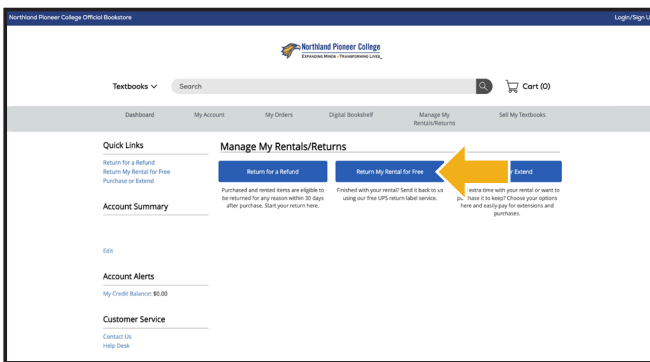 Northland Pioneer College Official Bookstore
Login/Sign U
Northland Pioneer College
EXPANDING MINDS • TRANSFORMING LIVES
Textbooks
Search
Cart (0)
Dashboard
My Account
My Orders
Digital Bookshelf
Manage My
Rentals/Returns
Sell My Textbooks
Quick Links
Return for a Refund
Return My Rental for Free
Purchase or Extend
Account Summary
Edit
Account Alerts
My Credit Balance: $0.00
Customer Service
Contact Us
Help Desk
Manage My Rentals/Returns
Return for a Refund
Purchased and rented items are eligible to
be returned for any reason within 30 days
after purchase. Start your return here.
Return My Rental for Free
Finished with your rental? Send it back to us
using our free UPS return label service.
or Extend
extra time with your rental or want to
it to keep? Choose your options
here and easily pay for extensions and
purchases.